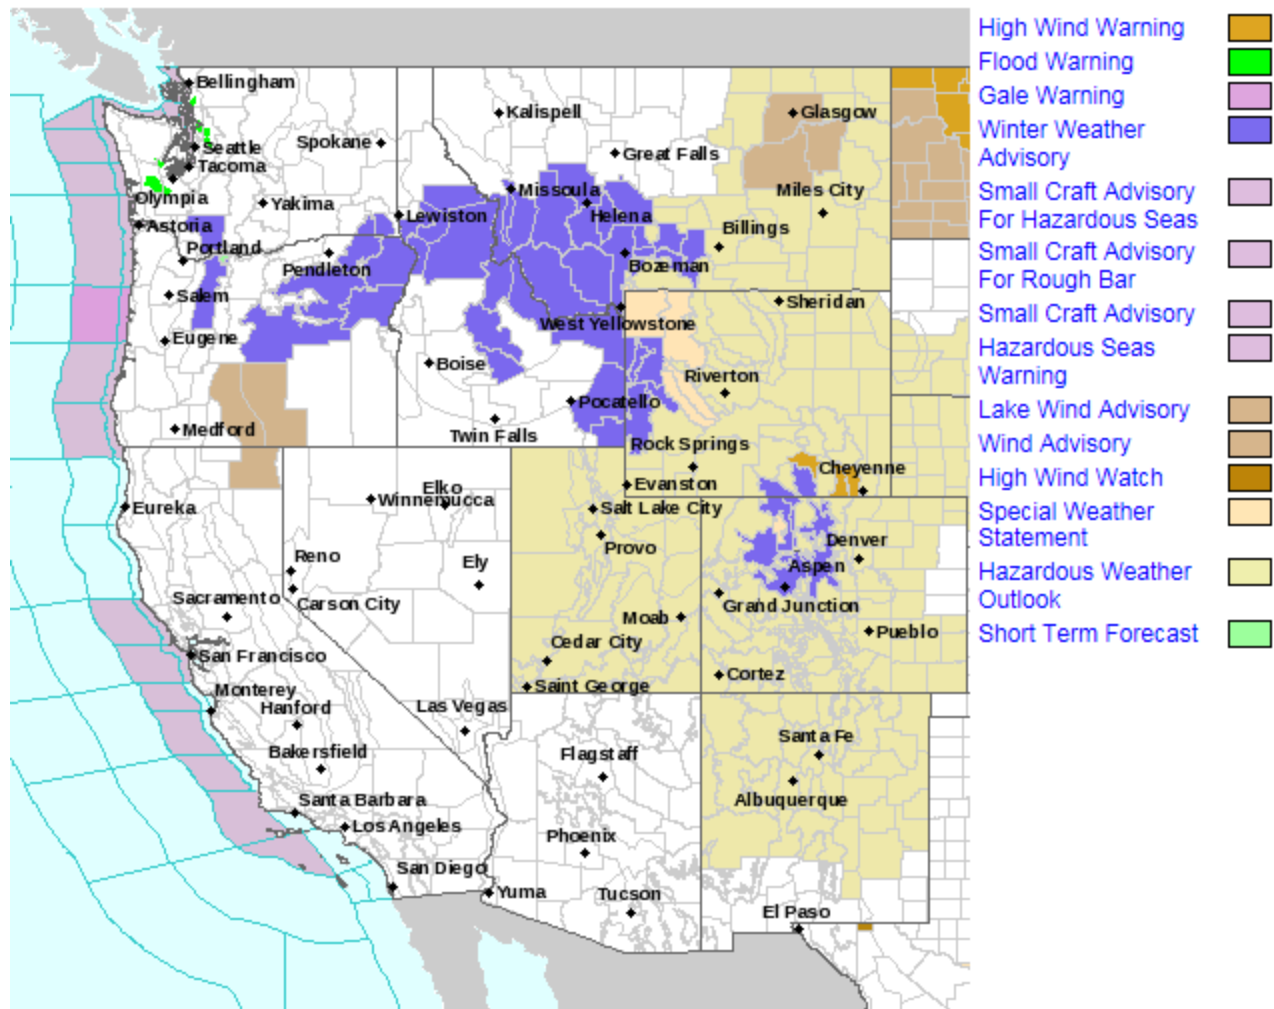 High Wind Warning
Flood Warning
Gale Warning
Winter Weather
Advisory
Small Craft Advisory
For Hazardous Seas
Small Craft Advisory
For Rough Bar
Small Craft Advisory
Hazardous Seas
Warning
Lake Wind Advisory
Wind Advisory
High Wind Watch
Special Weather
Statement
Hazardous Weather
Outlook
Short Term Forecast
Bellingham
Kalispell
Glasgow
Seattle
Spokane
Great Falls
Tacoma
Olympia
Yakima
Missoula
Miles City
Astoria
Lewiston
Helena
Billings
Portland
Pendleton
Bozeman
Salem
Sheridan
Eugene
West Yellowstone
Boise
Riverton
Pocatello
Medford
Twin Falls
Rock Springs
Cheyenne
Elko
Evanston
Winnemucca
Eureka
Salt Lake City
Provo
Denver
Reno
Ely
Aspen
Sacramento
Carson City
Grand Junction
Moab
Pueblo
San Francisco
Cedar City
Cortez
Monterey
Saint George
Hanford
Las Vegas
Santa Fe
Bakersfield
Flagstaff
Albuquerque
Santa Barbara
Los Angeles
Phoenix
San Diego
Yuma
Tucson
El Paso